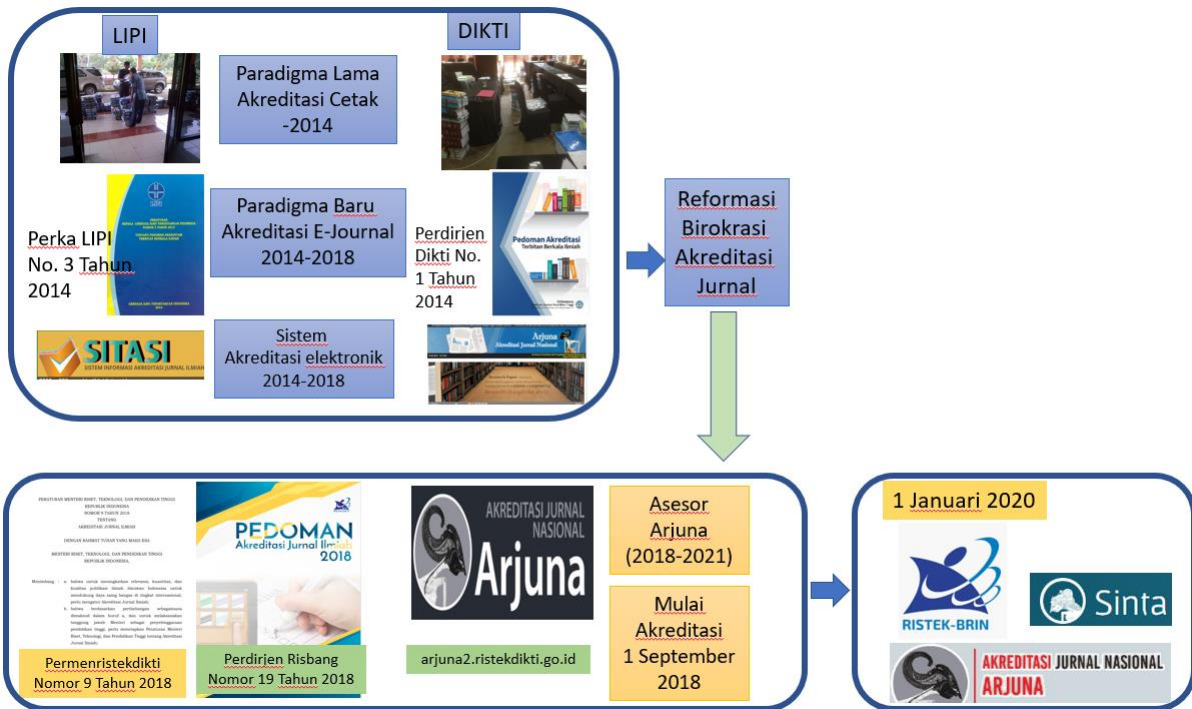 LIPI
DIKTI
Paradigma Lama
Akreditasi Cetak
-2014
Perka LIPI
No. 3 Tahun
2014
LIPI
Paradigma Baru
Akreditasi E-Journal
2014-2018
Perdirjen
Dikti No.
1 Tahun
2014
Pedoman Akreditasi
Terbitan Berkala Ilmiah
SITASI
SISTEM INFORMASI AKREDITASI JURNAL ILMIAH
Sistem
Akreditasi elektronik
2014-2018
Arjuna
Akreditasi Jurnal Nasional
Reformasi
Birokrasi
Akreditasi
Jurnal
PERATURAN MENTERI RISET, TEKNOLOGI, DAN PENDIDIKAN TINGGI
REPUBLIK INDONESIA
NOMOR 9 TAHUN 2018
TENTANG
AKREDITASI JURNAL ILMIAH
DENGAN RAHMAT TUHAN YANG MAHA ESA
MENTERI RISET, TEKNOLOGI, DAN PENDIDIKAN TINGGI
REPUBLIK INDONESIA,
Permenristekdikti
Nomor 9 Tahun 2018
PEDOMAN
Akreditasi Jurnal Ilmiah
2018
Perdirjen Risbang
Nomor 19 Tahun 2018
AKREDITASI JURNAL
NASIONAL
Arjuna
arjuna2.ristekdikti.go.id
Asesor
Arjuna
(2018-2021)
Mulai
Akreditasi
1 September
2018
1 Januari 2020
RISTEK-BRIN
Sinta
AKREDITASI JURNAL NASIONAL
ARJUNA